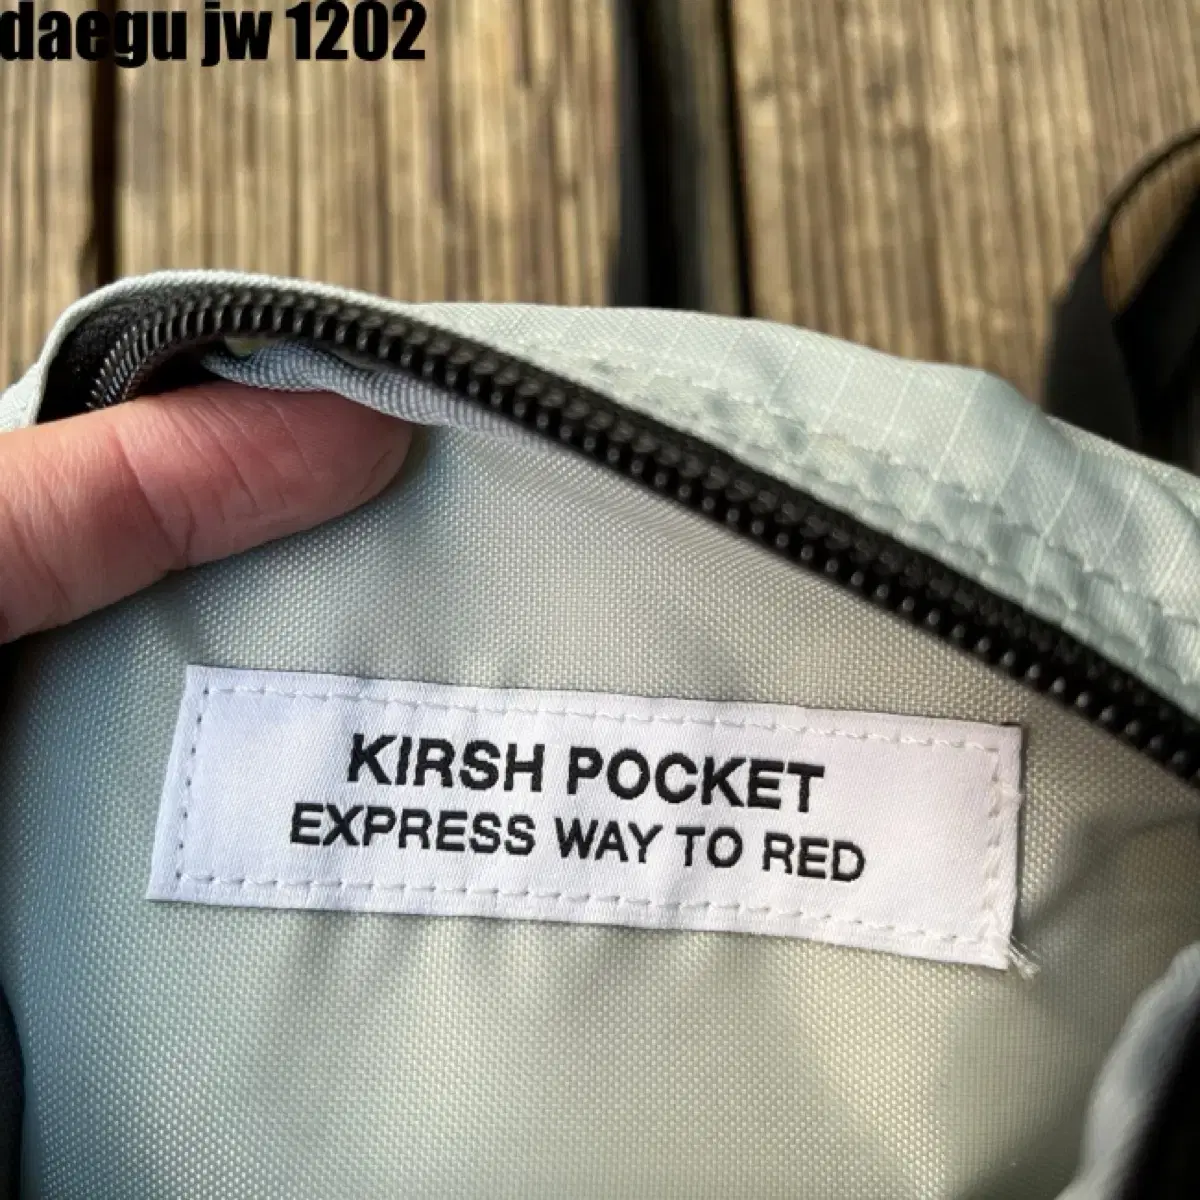 daegu jw 1202
KIRSH POCKET
EXPRESS WAY TO RED